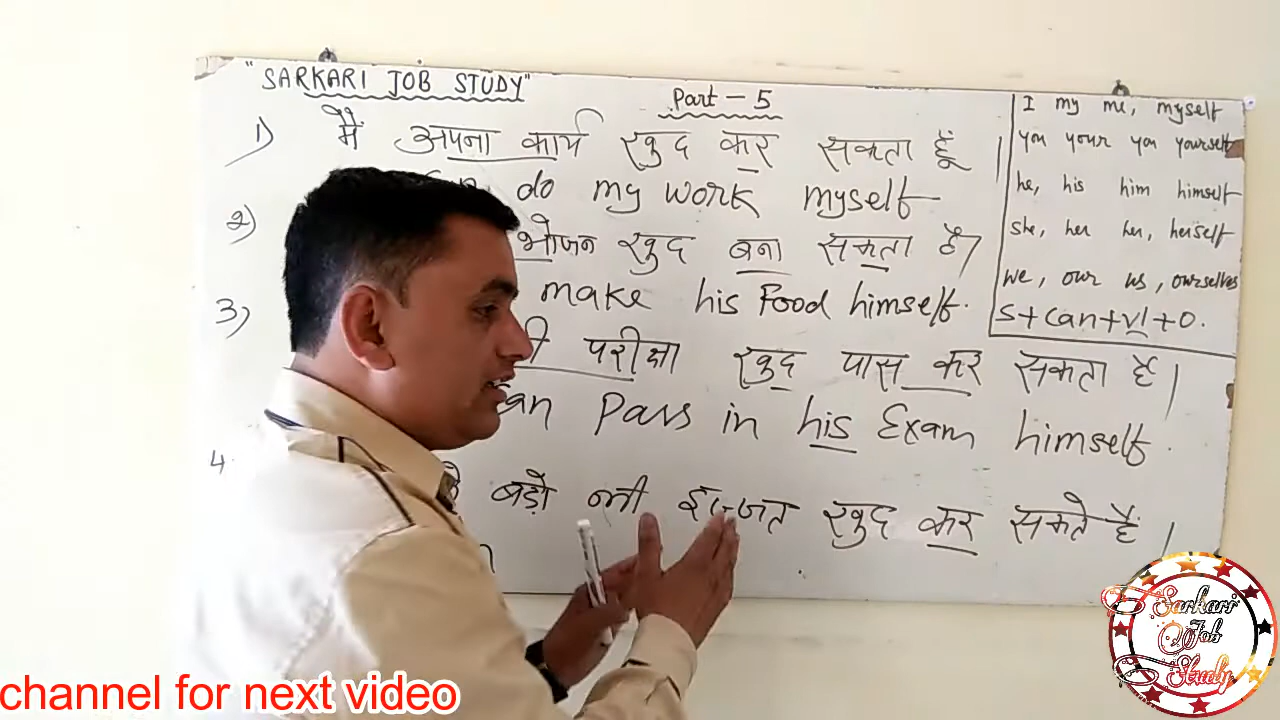 "SARKARI JOB STUDY"
Part - 5
1) मैं अपना कार्य खुद कर सकता हूँ ।
do my work myself
2) भोजन खुद बना सकता है।
make his Food himself.
3) परीक्षा खुद पास कर सकता है।
Pass in his Exam himself.
4 बड़ो की इज्जत खुद कर सकते हैं ।
I my me, myself
you your you yourself
he, his him himself
she, her her, herself
we, our us, ourselves
S+can+V1+O.
Sarkari
Job
Study
channel for next video